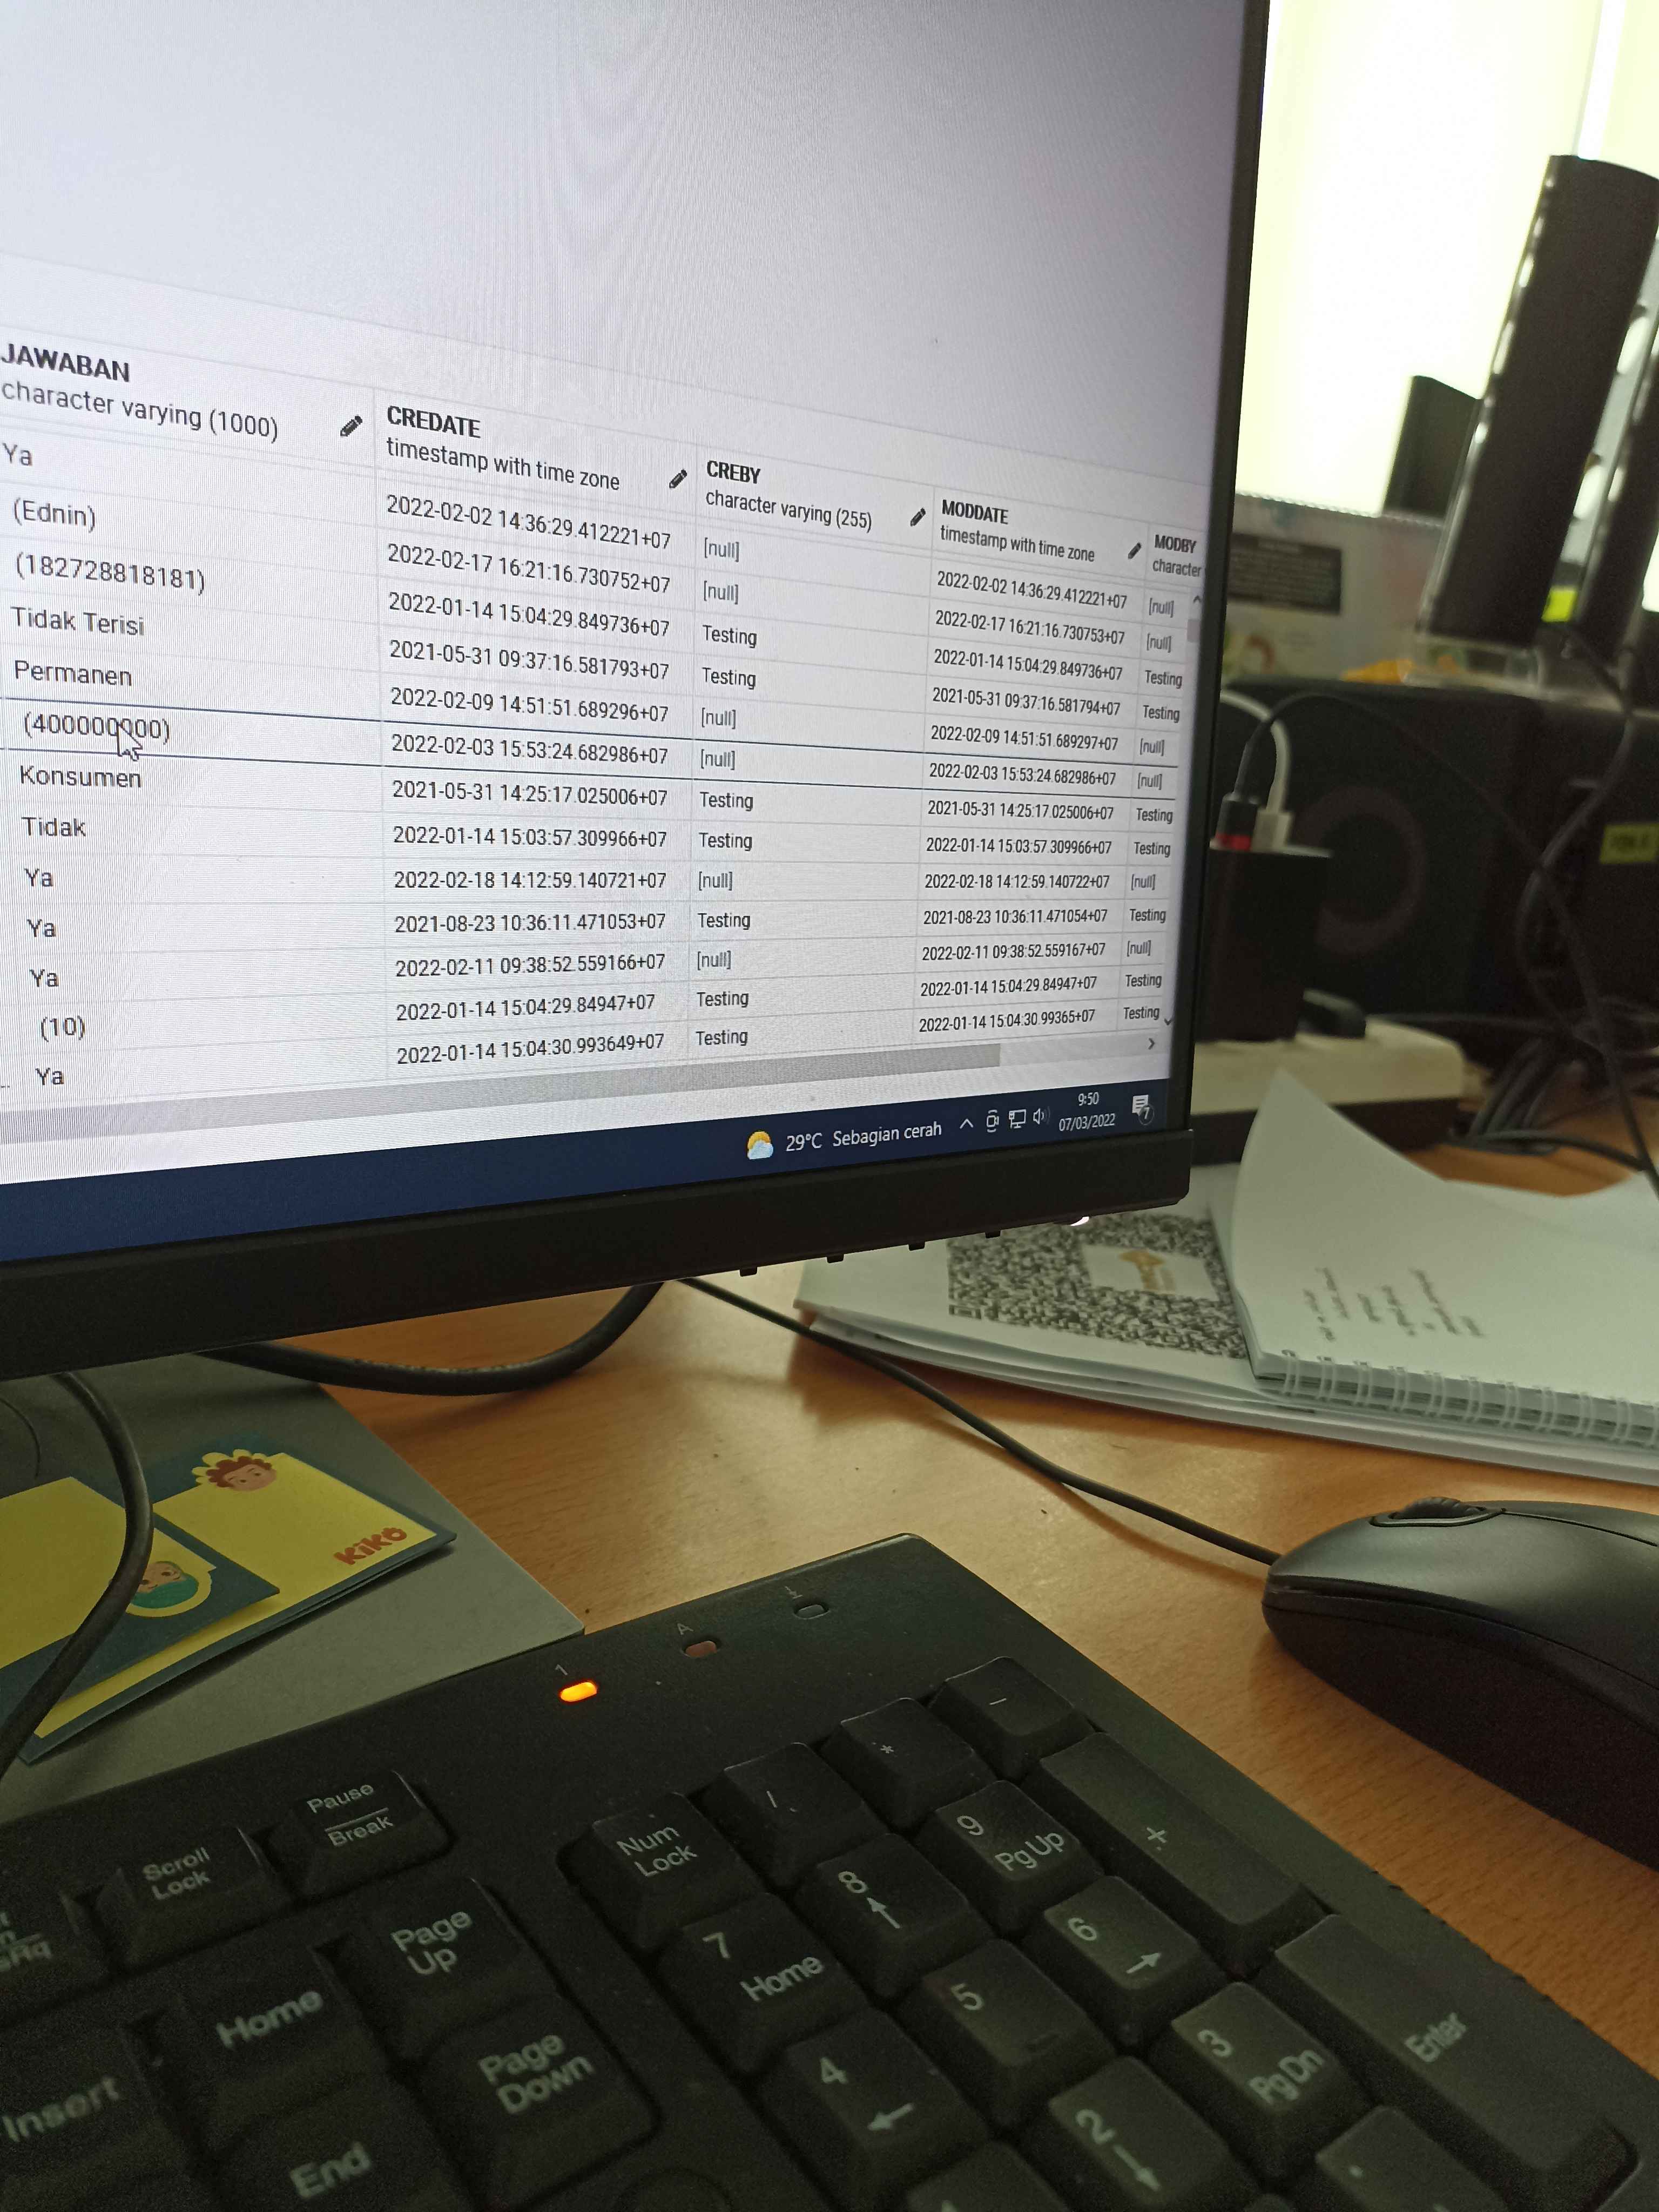 JAWABAN CREDATE CREBY MODDATE MODBY
character varying (1000) timestamp with time zone character varying (255) timestamp with time zone character
Ya 2022-02-02 14:36:29.412221+07 [null] 2022-02-02 14:36:29.412221+07 [null]
(Ednin) 2022-02-17 16:21:16.730752+07 [null] 2022-02-17 16:21:16.730753+07 [null]
(182728818181) 2022-01-14 15:04:29.849736+07 Testing 2022-01-14 15:04:29.849736+07 Testing
Tidak Terisi 2021-05-31 09:37:16.581793+07 Testing 2021-05-31 09:37:16.581794+07 Testing
Permanen 2022-02-09 14:51:51.689296+07 [null] 2022-02-09 14:51:51.689297+07 [null]
(400000000) 2022-02-03 15:53:24.682986+07 [null] 2022-02-03 15:53:24.682986+07 [null]
Konsumen 2021-05-31 14:25:17.025006+07 Testing 2021-05-31 14:25:17.025006+07 Testing
Tidak 2022-01-14 15:03:57.309966+07 Testing 2022-01-14 15:03:57.309966+07 Testing
Ya 2022-02-18 14:12:59.140721+07 [null] 2022-02-18 14:12:59.140722+07 [null]
Ya 2021-08-23 10:36:11.471053+07 Testing 2021-08-23 10:36:11.471054+07 Testing
Ya 2022-02-11 09:38:52.559166+07 [null] 2022-02-11 09:38:52.559167+07 [null]
(10) 2022-01-14 15:04:29.84947+07 Testing 2022-01-14 15:04:29.84947+07 Testing
Ya 2022-01-14 15:04:30.993649+07 Testing 2022-01-14 15:04:30.99365+07 Testing
29°C Sebagian cerah
9:50
07/03/2022
7
KIKO
1 A
Pause
Break
Scroll
Lock
Num
Lock
/ * −
Page
Up
Home
Insert
Page
Down
End
7
Home
8
9
Pg Up
+
4
5
6
2
3
Pg Dn
Enter
.